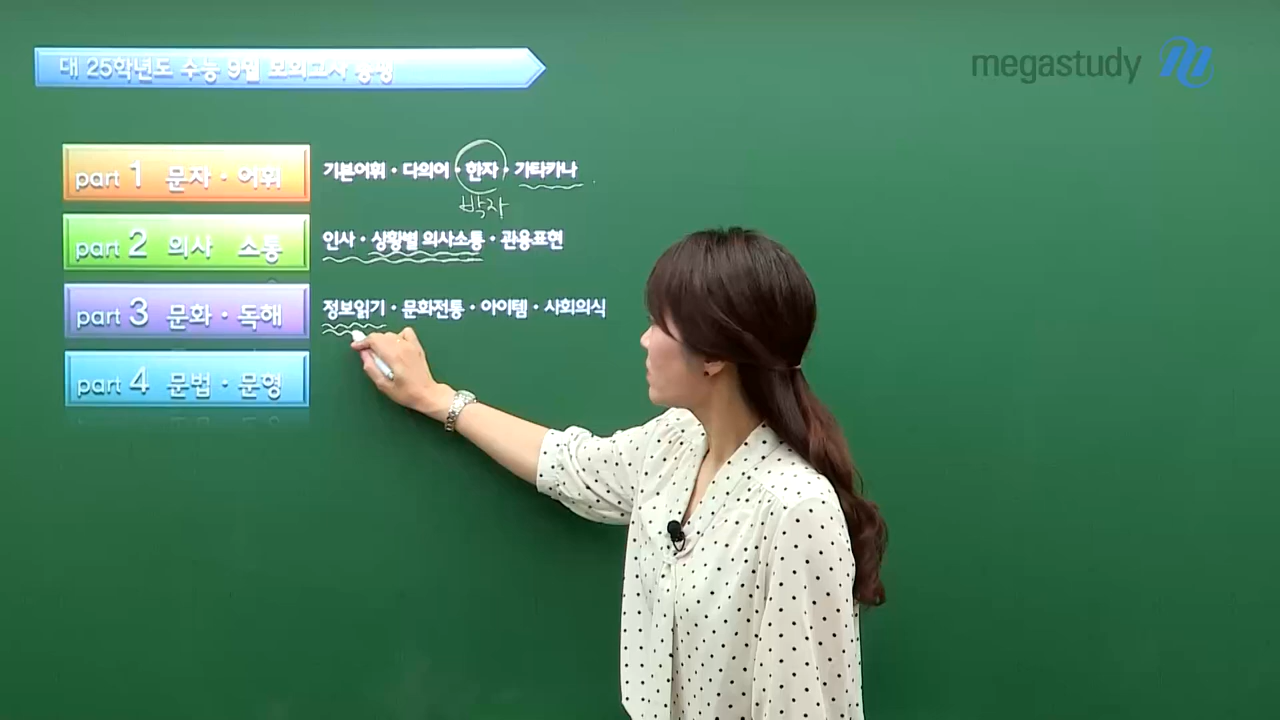 대 25학년도 수능 9월 모의고사 총평
megastudy
part 1 문자·어휘
기본어휘·다의어·한자·가타카나
박자
part 2 의사 소통
인사·상황별 의사소통·관용표현
part 3 문화·독해
정보읽기·문화전통·아이템·사회의식
part 4 문법·문형